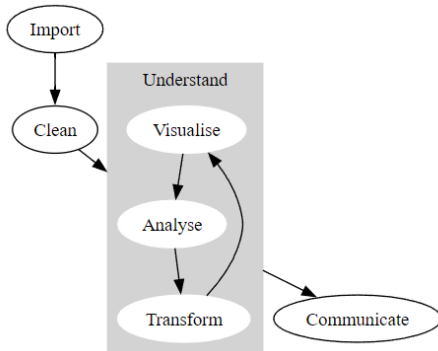 Import
Clean
Understand
Visualise
Analyse
Transform
Communicate